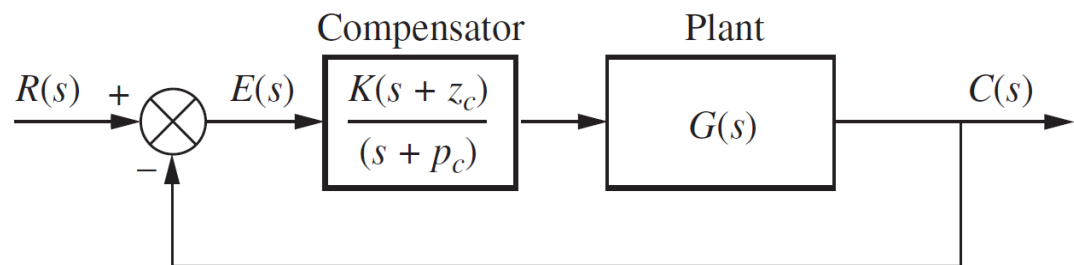 Compensator Plant
R(s) + E(s) K(s + z_c) G(s) C(s)
(s + p_c)
−